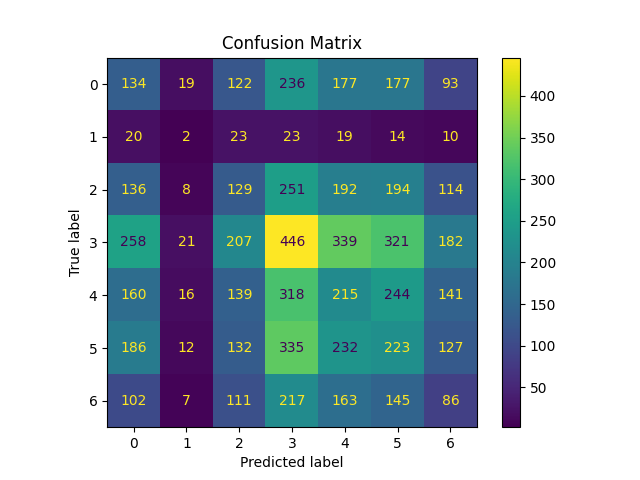 Confusion Matrix
0 134 19 122 236 177 177 93
1 20 2 23 23 19 14 10
2 136 8 129 251 192 194 114
3 258 21 207 446 339 321 182
4 160 16 139 318 215 244 141
5 186 12 132 335 232 223 127
6 102 7 111 217 163 145 86
0 1 2 3 4 5 6
True label
Predicted label
400
350
300
250
200
150
100
50